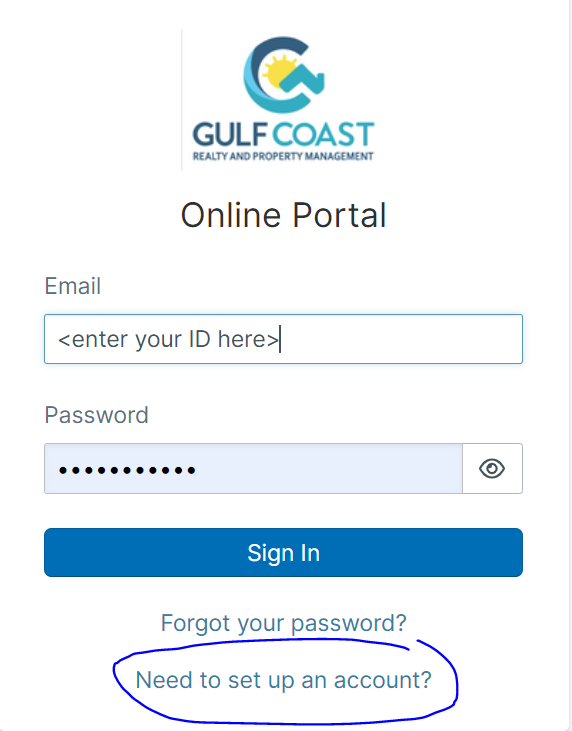 GULF COAST
REALTY AND PROPERTY MANAGEMENT
Online Portal
Email
<enter your ID here>
Password
•••••••••••
Sign In
Forgot your password?
Need to set up an account?